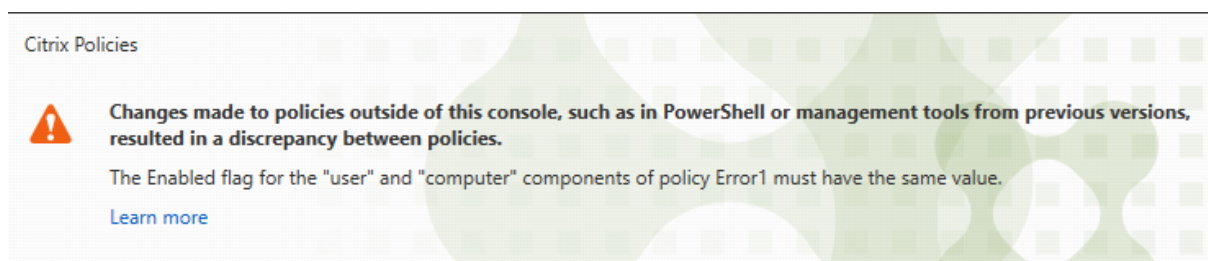 Citrix Policies
Changes made to policies outside of this console, such as in PowerShell or management tools from previous versions,
resulted in a discrepancy between policies.
The Enabled flag for the "user" and "computer" components of policy Error1 must have the same value.
Learn more